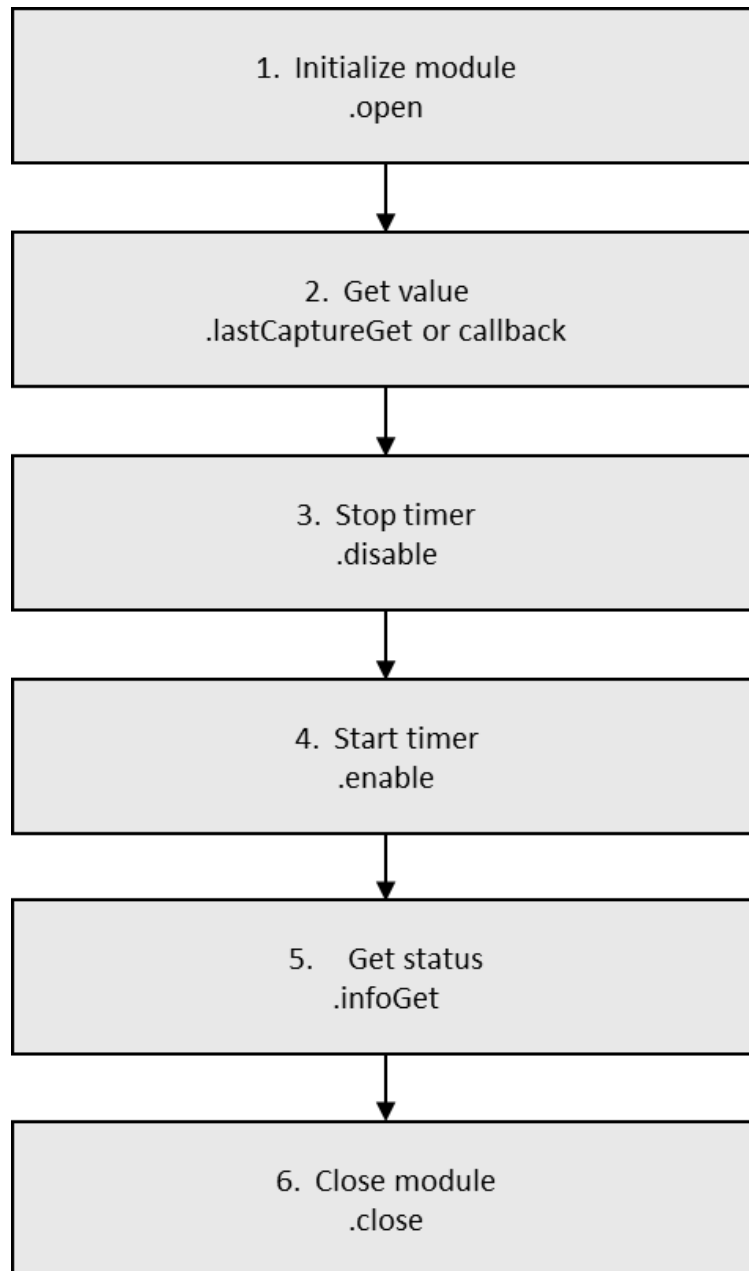 1. Initialize module
.open
2. Get value
.lastCaptureGet or callback
3. Stop timer
.disable
4. Start timer
.enable
5. Get status
.infoGet
6. Close module
.close